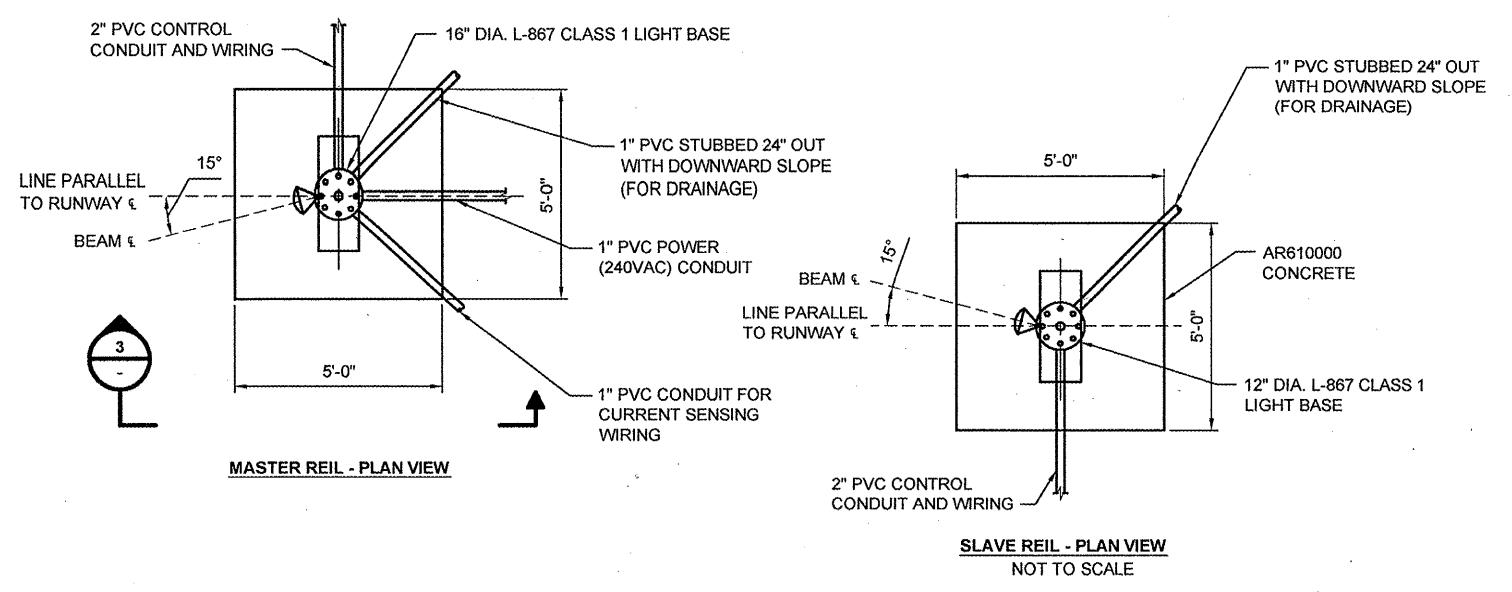 2" PVC CONTROL
CONDUIT AND WIRING
16" DIA. L-867 CLASS 1 LIGHT BASE
1" PVC STUBBED 24" OUT
WITH DOWNWARD SLOPE
(FOR DRAINAGE)
15°
LINE PARALLEL
TO RUNWAY ℄
BEAM ℄
5'-0"
1" PVC POWER
(240VAC) CONDUIT
3
-
5'-0"
1" PVC CONDUIT FOR
CURRENT SENSING
WIRING
MASTER REIL - PLAN VIEW
1" PVC STUBBED 24" OUT
WITH DOWNWARD SLOPE
(FOR DRAINAGE)
5'-0"
15°
BEAM ℄
LINE PARALLEL
TO RUNWAY ℄
AR610000
CONCRETE
5'-0"
12" DIA. L-867 CLASS 1
LIGHT BASE
2" PVC CONTROL
CONDUIT AND WIRING
SLAVE REIL - PLAN VIEW
NOT TO SCALE